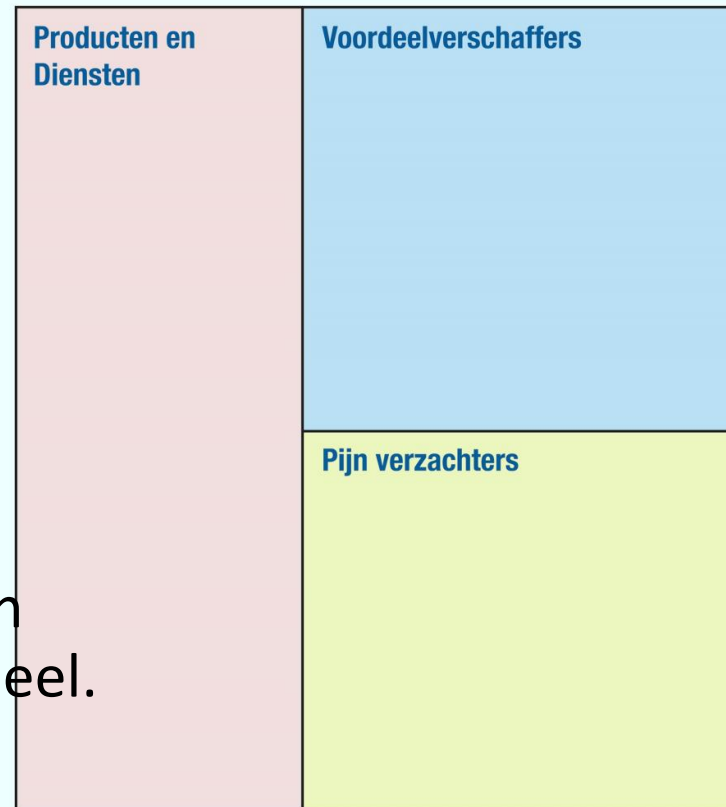 Producten en
Diensten
Voordeelverschaffers
Pijn verzachters
eel.